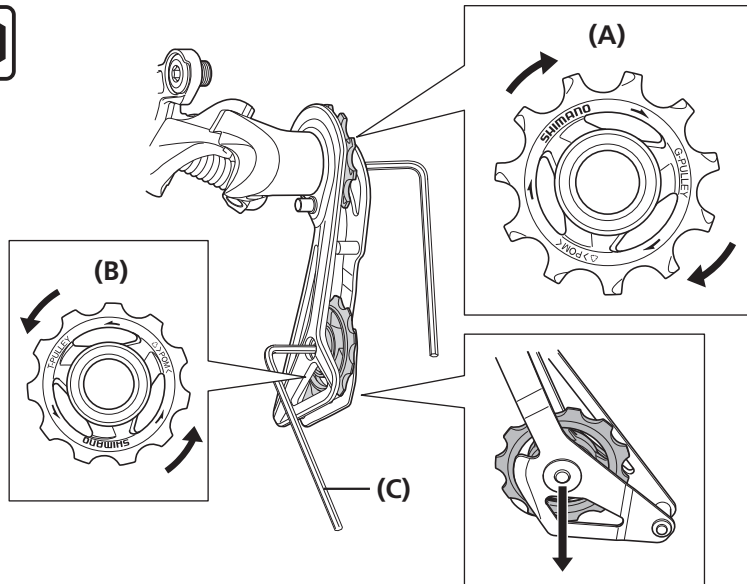 (A)
SHIMANO
G-PULLEY
△>POM<
(B)
T-PULLEY
△>POM<
SHIMANO
(C)